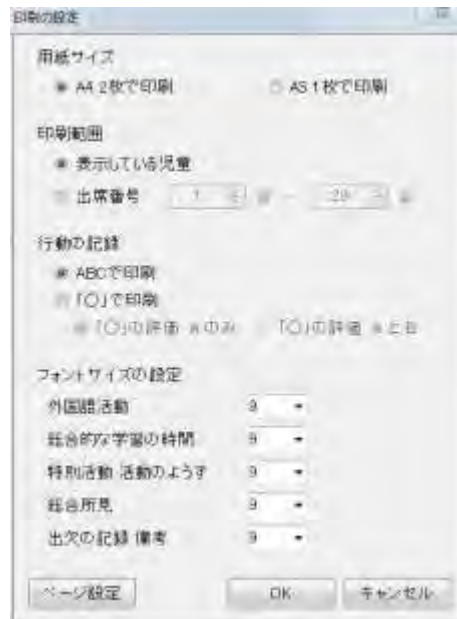 印刷の設定
用紙サイズ
A4 2枚で印刷 A3 1枚で印刷
印刷範囲
表示している児童
出席番号 1 番 ~ 29 番
行動の記録
ABCで印刷
「〇」で印刷
「〇」の評価 Aのみ 「〇」の評価 AとB
フォントサイズの設定
外国語活動 9
総合的な学習の時間 9
特別活動 活動のようす 9
総合所見 9
出欠の記録 備考 9
ページ設定 OK キャンセル